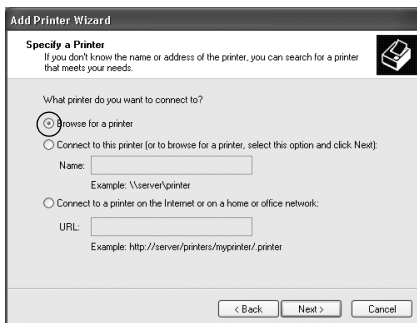 Add Printer Wizard
Specify a Printer
If you don't know the name or address of the printer, you can search for a printer
that meets your needs.
What printer do you want to connect to?
Browse for a printer
Connect to this printer (or to browse for a printer, select this option and click Next):
Name:
Example: \\server\printer
Connect to a printer on the Internet or on a home or office network:
URL:
Example: http://server/printers/myprinter/.printer
< Back Next > Cancel